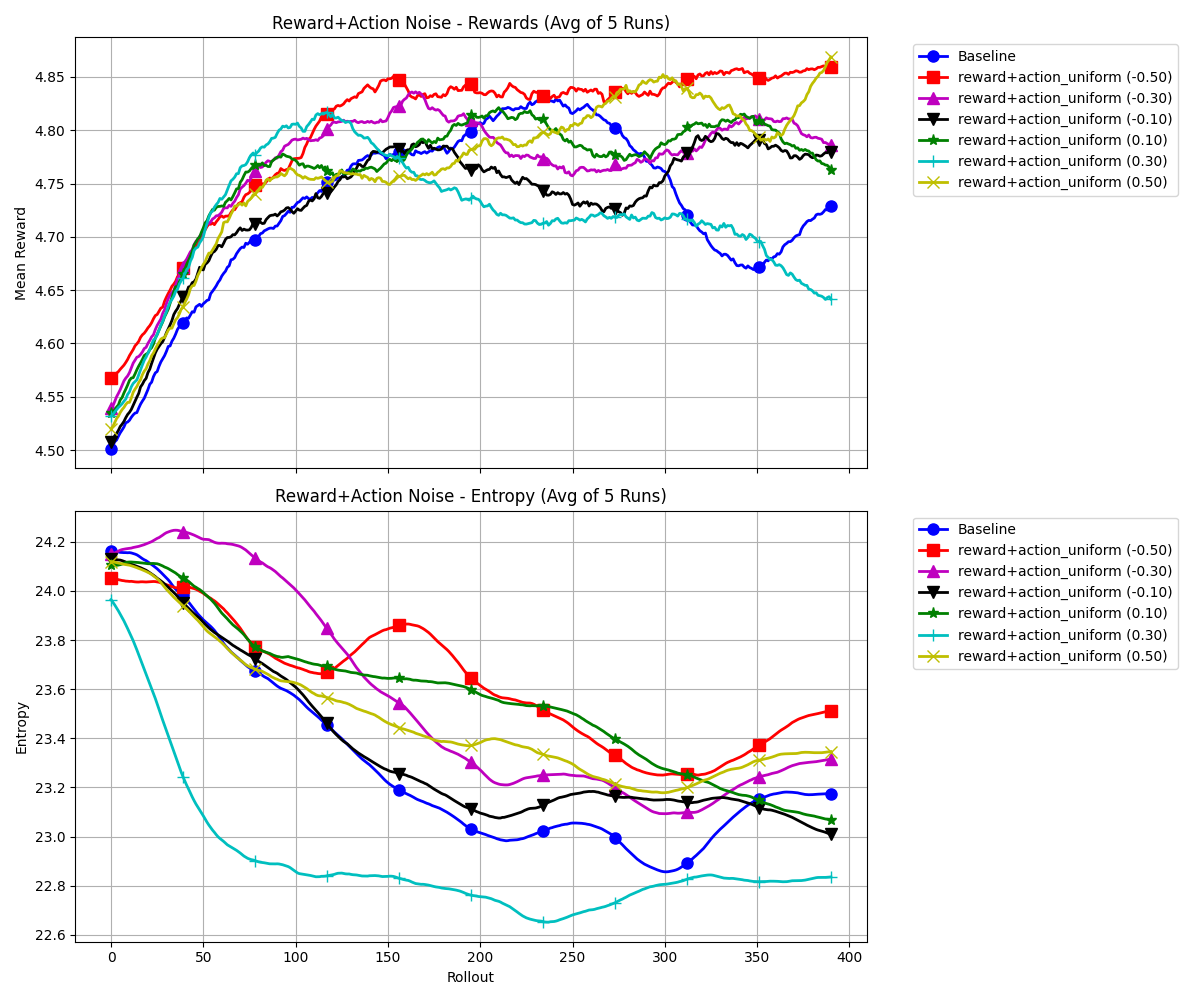 Reward+Action Noise - Rewards (Avg of 5 Runs)
Mean Reward
4.85
4.80
4.75
4.70
4.65
4.60
4.55
4.50
Baseline
reward+action_uniform (-0.50)
reward+action_uniform (-0.30)
reward+action_uniform (-0.10)
reward+action_uniform (0.10)
reward+action_uniform (0.30)
reward+action_uniform (0.50)
Reward+Action Noise - Entropy (Avg of 5 Runs)
Entropy
24.2
24.0
23.8
23.6
23.4
23.2
23.0
22.8
22.6
0 50 100 150 200 250 300 350 400
Rollout
Baseline
reward+action_uniform (-0.50)
reward+action_uniform (-0.30)
reward+action_uniform (-0.10)
reward+action_uniform (0.10)
reward+action_uniform (0.30)
reward+action_uniform (0.50)